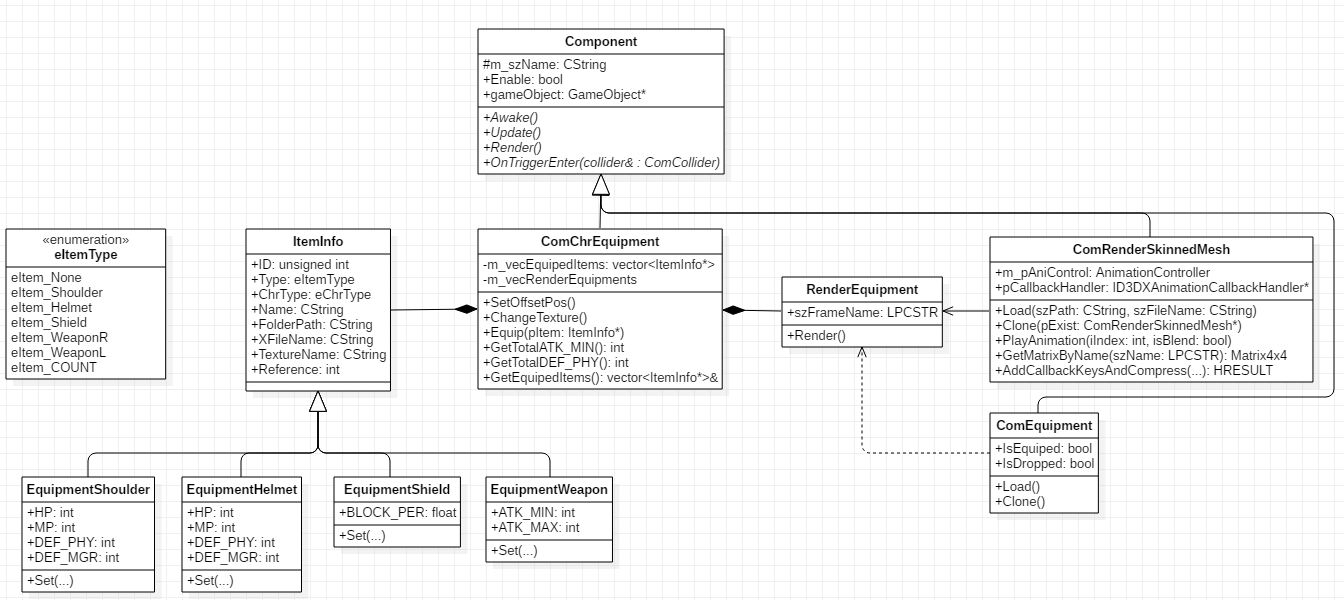 Component
#m_szName: CString
+Enable: bool
+gameObject: GameObject*
+Awake()
+Update()
+Render()
+OnTriggerEnter(collider& : ComCollider)
«enumeration»
eItemType
eItem_None
eItem_Shoulder
eItem_Helmet
eItem_Shield
eItem_WeaponR
eItem_WeaponL
eItem_COUNT
ItemInfo
+ID: unsigned int
+Type: eItemType
+ChrType: eChrType
+Name: CString
+FolderPath: CString
+XFileName: CString
+TextureName: CString
+Reference: int
ComChrEquipment
-m_vecEquipedItems: vector<ItemInfo*>
-m_vecRenderEquipments
+SetOffsetPos()
+ChangeTexture()
+Equip(pItem: ItemInfo*)
+GetTotalATK_MIN(): int
+GetTotalDEF_PHY(): int
+GetEquipedItems(): vector<ItemInfo*>&
RenderEquipment
+szFrameName: LPCSTR
+Render()
ComRenderSkinnedMesh
+m_pAniControl: AnimationController
+pCallbackHandler: ID3DXAnimationCallbackHandler*
+Load(szPath: CString, szFileName: CString)
+Clone(pExist: ComRenderSkinnedMesh*)
+PlayAnimation(iIndex: int, isBlend: bool)
+GetMatrixByName(szName: LPCSTR): Matrix4x4
+AddCallbackKeysAndCompress(...): HRESULT
ComEquipment
+IsEquiped: bool
+IsDropped: bool
+Load()
+Clone()
EquipmentShoulder
+HP: int
+MP: int
+DEF_PHY: int
+DEF_MGR: int
+Set(...)
EquipmentHelmet
+HP: int
+MP: int
+DEF_PHY: int
+DEF_MGR: int
+Set(...)
EquipmentShield
+BLOCK_PER: float
+Set(...)
EquipmentWeapon
+ATK_MIN: int
+ATK_MAX: int
+Set(...)